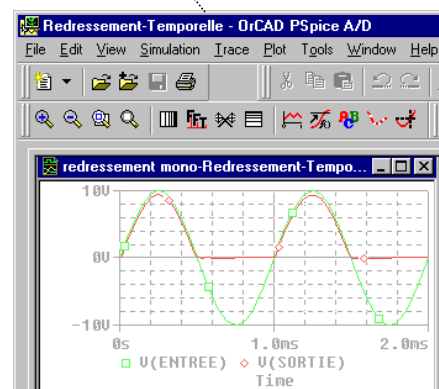 Redressement-Temporelle - OrCAD PSpice A/D
File Edit View Simulation Trace Plot Tools Window Help
FFT
redressement mono-Redressement-Tempo...
10V
0V
-10V
0s 1.0ms 2.0ms
V(ENTREE) V(SORTIE)
Time